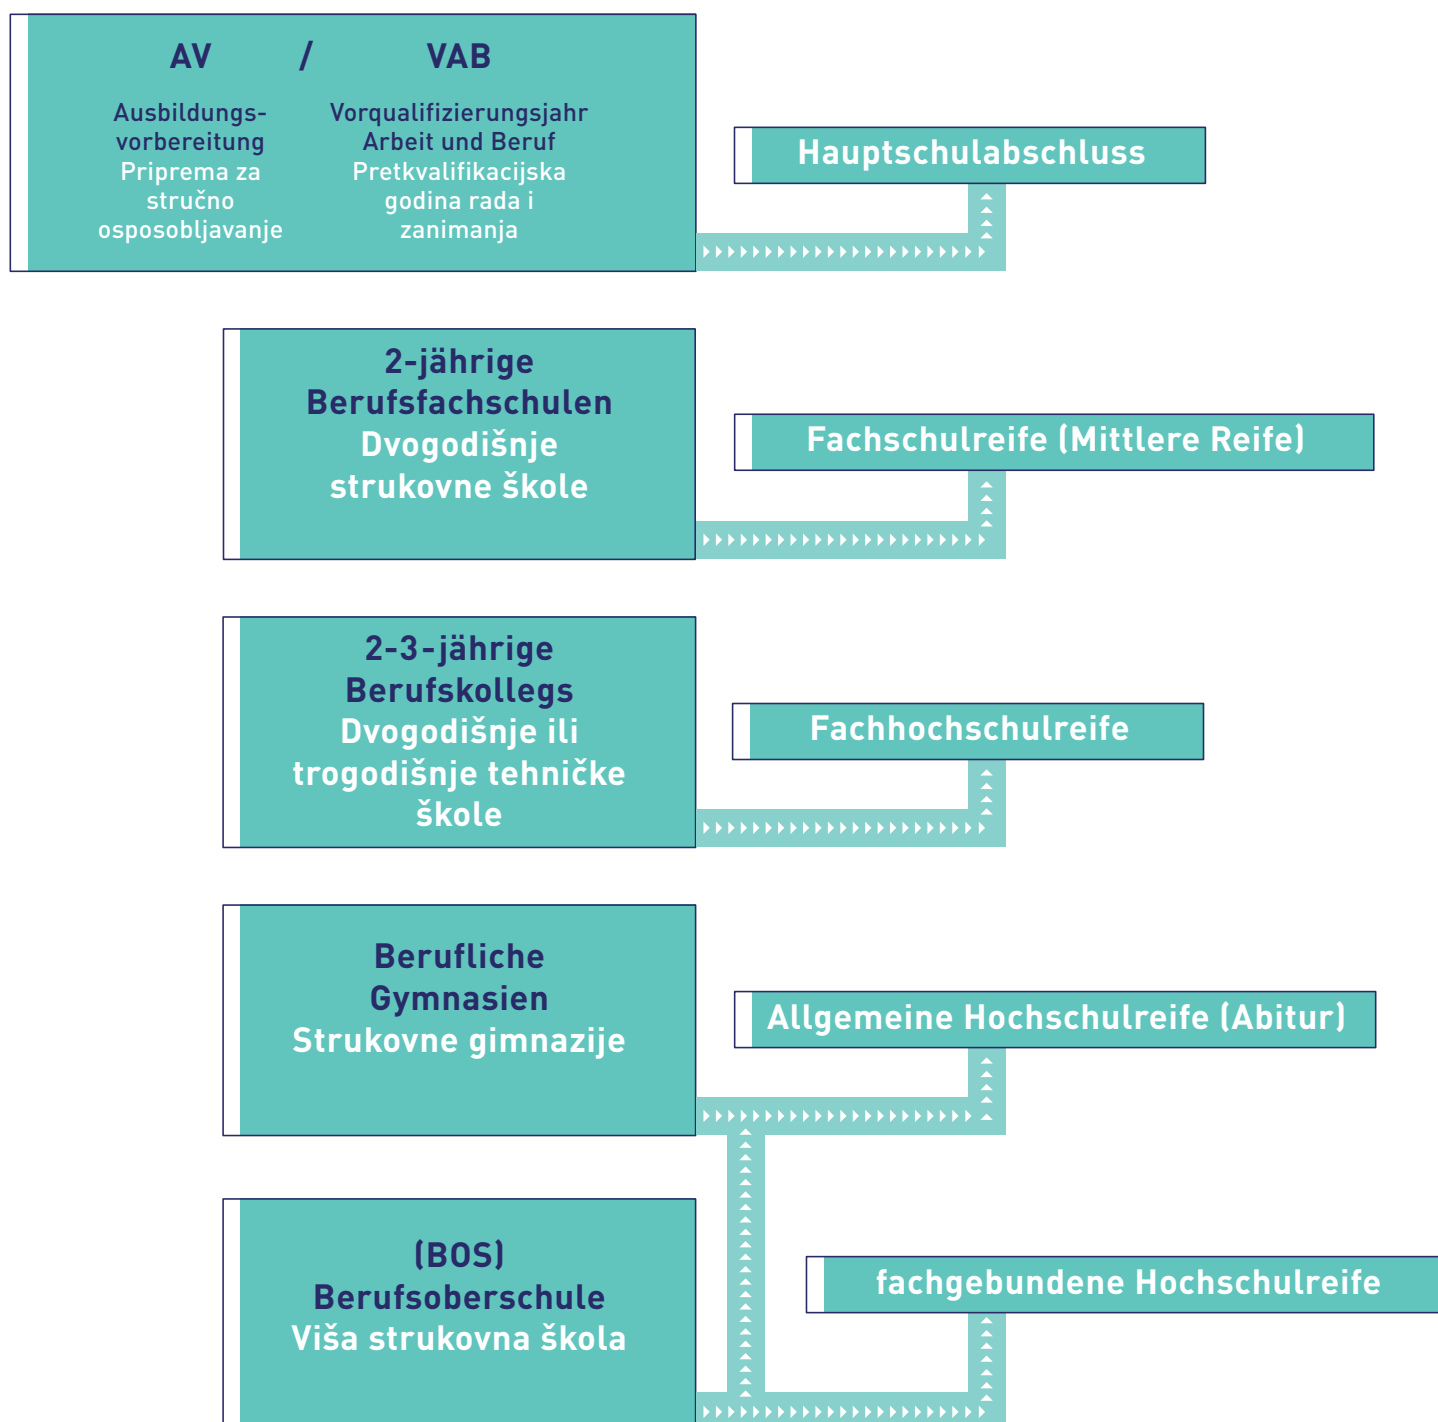 AV / VAB
Ausbildungs-
vorbereitung
Priprema za
stručno
osposobljavanje
Vorqualifizierungsjahr
Arbeit und Beruf
Pretkvalifikacijska
godina rada i
zanimanja
Hauptschulabschluss
2-jährige
Berufsfachschulen
Dvogodišnje
strukovne škole
Fachschulreife (Mittlere Reife)
2-3-jährige
Berufskollegs
Dvogodišnje ili
trogodišnje tehničke
škole
Fachhochschulreife
Berufliche
Gymnasien
Strukovne gimnazije
Allgemeine Hochschulreife (Abitur)
(BOS)
Berufsoberschule
Viša strukovna škola
fachgebundene Hochschulreife